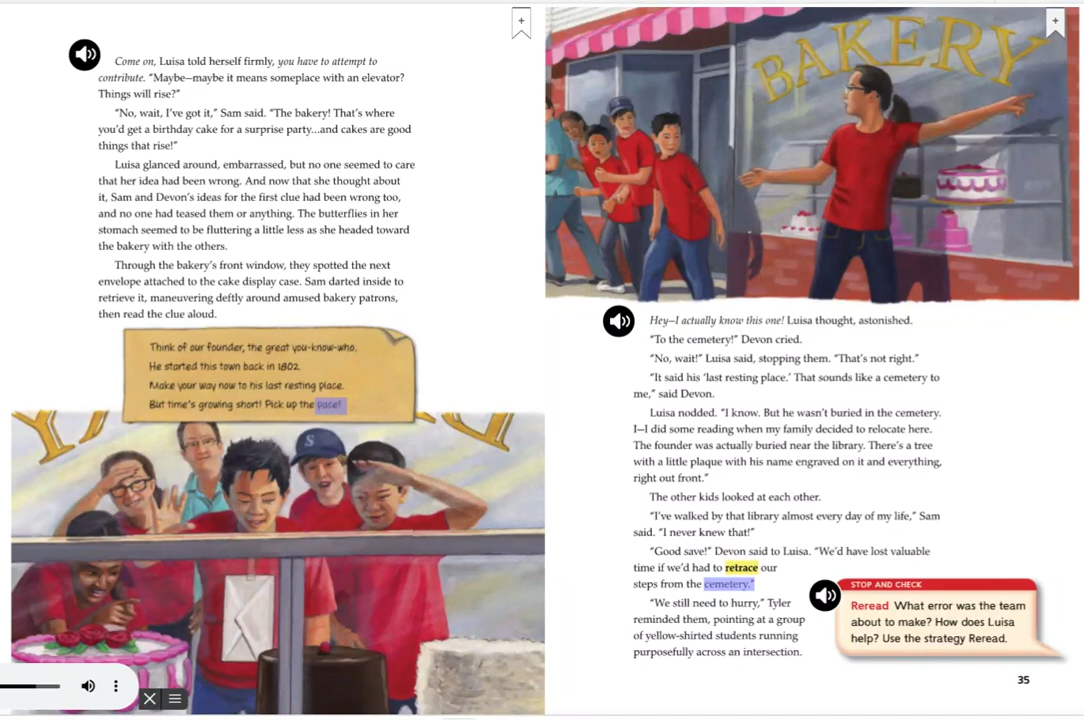 Come on, Luisa told herself firmly, you have to attempt to
contribute. "Maybe—maybe it means someplace with an elevator?
Things will rise?"
"No, wait, I've got it," Sam said. "The bakery! That's where
you'd get a birthday cake for a surprise party...and cakes are good
things that rise!"
Luisa glanced around, embarrassed, but no one seemed to care
that her idea had been wrong. And now that she thought about
it, Sam and Devon's ideas for the first clue had been wrong too,
and no one had teased them or anything. The butterflies in her
stomach seemed to be fluttering a little less as she headed toward
the bakery with the others.
Through the bakery's front window, they spotted the next
envelope attached to the cake display case. Sam darted inside to
retrieve it, maneuvering deftly around amused bakery patrons,
then read the clue aloud.
Think of our founder, the great you-know-who.
He started this town back in 1802.
Make your way now to his last resting place.
But time's growing short! Pick up the pace!
S
BAKERY
Hey—I actually know this one! Luisa thought, astonished.
"To the cemetery!" Devon cried.
"No, wait!" Luisa said, stopping them. "That's not right."
"It said his 'last resting place.' That sounds like a cemetery to
me," said Devon.
Luisa nodded. "I know. But he wasn't buried in the cemetery.
I—I did some reading when my family decided to relocate here.
The founder was actually buried near the library. There's a tree
with a little plaque with his name engraved on it and everything,
right out front."
The other kids looked at each other.
"I've walked by that library almost every day of my life," Sam
said. "I never knew that!"
"Good save!" Devon said to Luisa. "We'd have lost valuable
time if we'd had to retrace our
steps from the cemetery."
"We still need to hurry," Tyler
reminded them, pointing at a group
of yellow-shirted students running
purposefully across an intersection.
STOP AND CHECK
Reread What error was the team
about to make? How does Luisa
help? Use the strategy Reread.
35